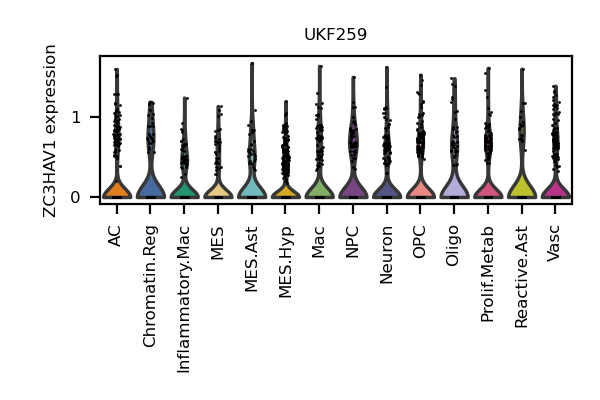 UKF259
ZC3HAV1 expression
1
0
AC
Chromatin.Reg
Inflammatory.Mac
MES
MES.Ast
MES.Hyp
Mac
NPC
Neuron
OPC
Oligo
Prolif.Metab
Reactive.Ast
Vasc